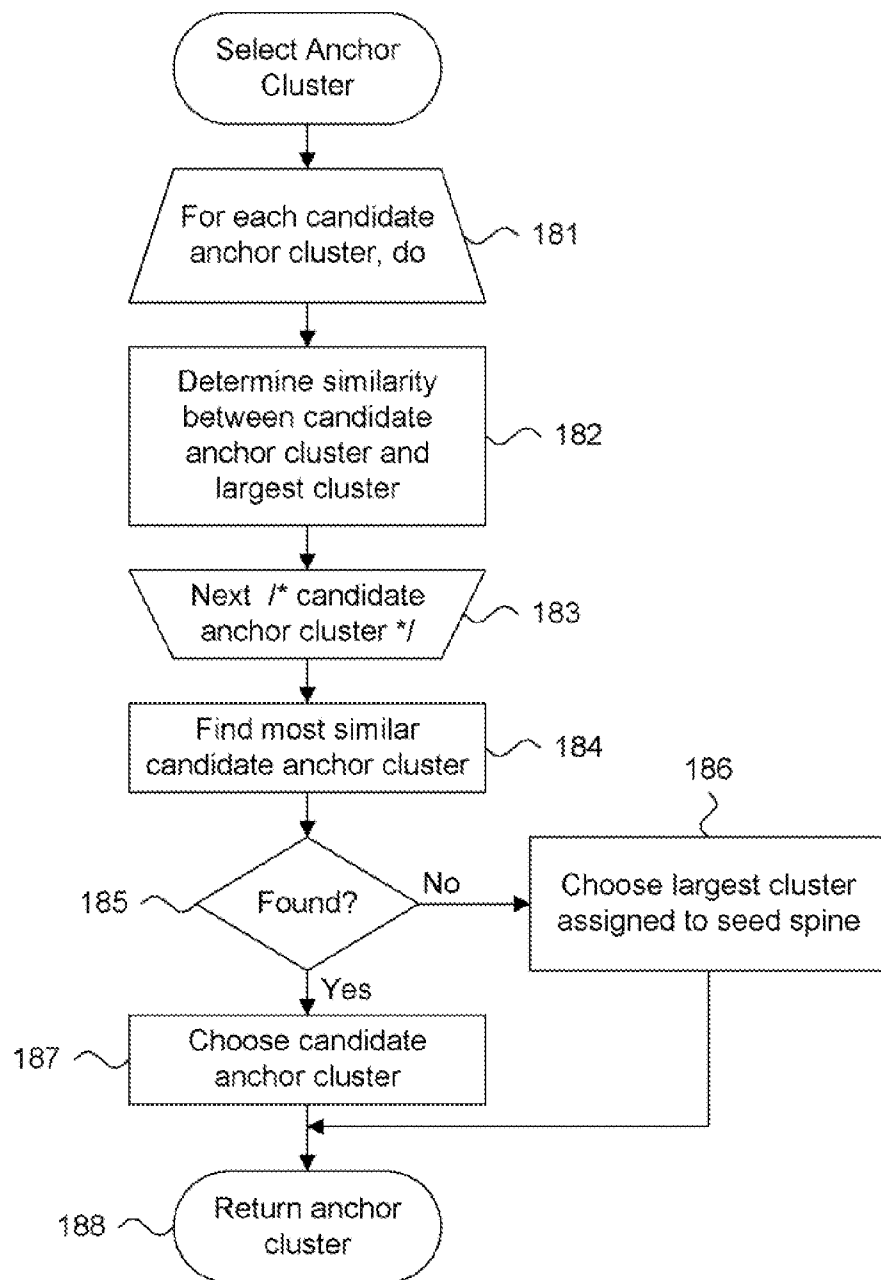 Select Anchor
Cluster
For each candidate
anchor cluster, do
181
Determine similarity
between candidate
anchor cluster and
largest cluster
182
Next /* candidate
anchor cluster */
183
Find most similar
candidate anchor cluster
184
186
185
Found?
No
Choose largest cluster
assigned to seed spine
Yes
187
Choose candidate
anchor cluster
188
Return anchor
cluster